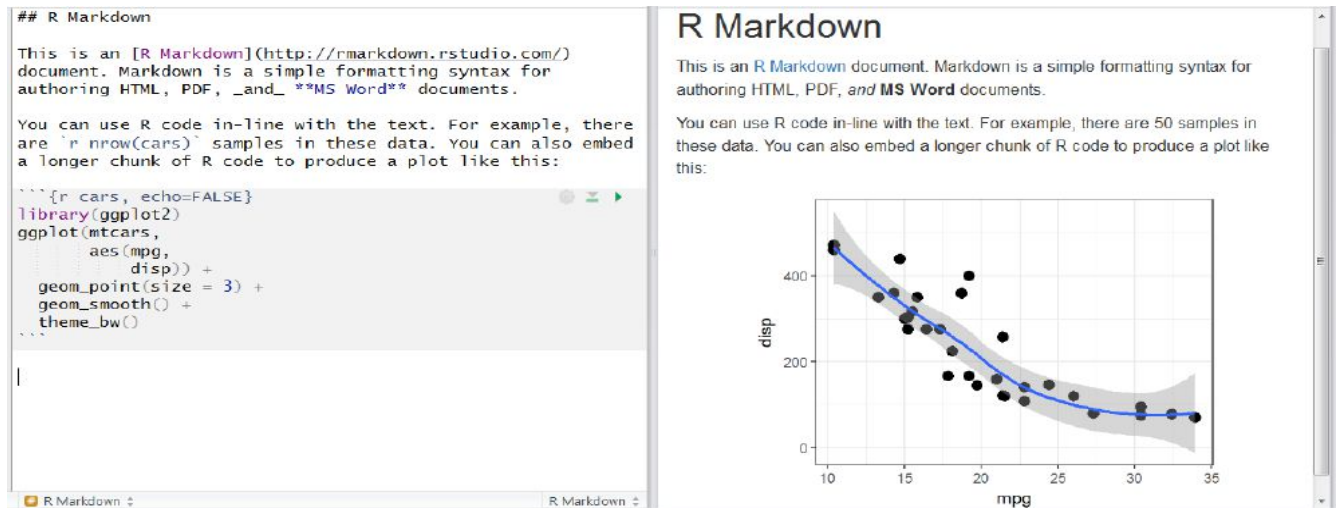 ## R Markdown
This is an [R Markdown](http://rmarkdown.rstudio.com/)
document. Markdown is a simple formatting syntax for
authoring HTML, PDF, _and_ **MS Word** documents.
You can use R code in-line with the text. For example, there
are `r nrow(cars)` samples in these data. You can also embed
a longer chunk of R code to produce a plot like this:
```{r cars, echo=FALSE}
library(ggplot2)
ggplot(mtcars,
aes(mpg,
disp)) +
geom_point(size = 3) +
geom_smooth() +
theme_bw()
```
R Markdown
R Markdown
R Markdown
This is an R Markdown document. Markdown is a simple formatting syntax for
authoring HTML, PDF, and MS Word documents.
You can use R code in-line with the text. For example, there are 50 samples in
these data. You can also embed a longer chunk of R code to produce a plot like
this:
disp
400
200
0
10 15 20 25 30 35
mpg